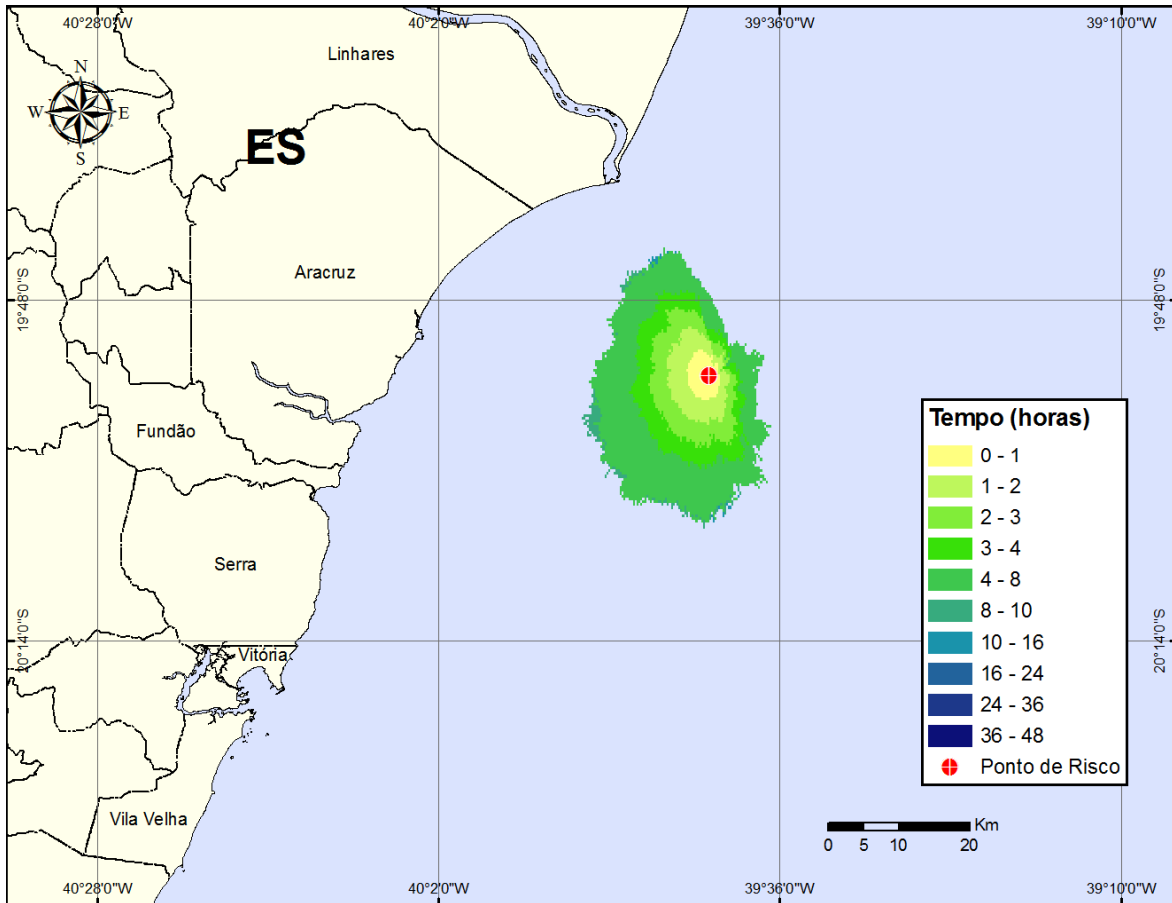 40°28'0"W 40°2'0"W 39°36'0"W 39°10'0"W
Linhares
N
W E
S
ES
Aracruz
19°48'0"S 19°48'0"S
Fundão
Serra
20°14'0"S 20°14'0"S
Vitória
Vila Velha
Tempo (horas)
0 - 1
1 - 2
2 - 3
3 - 4
4 - 8
8 - 10
10 - 16
16 - 24
24 - 36
36 - 48
Ponto de Risco
Km
0 5 10 20
40°28'0"W 40°2'0"W 39°36'0"W 39°10'0"W